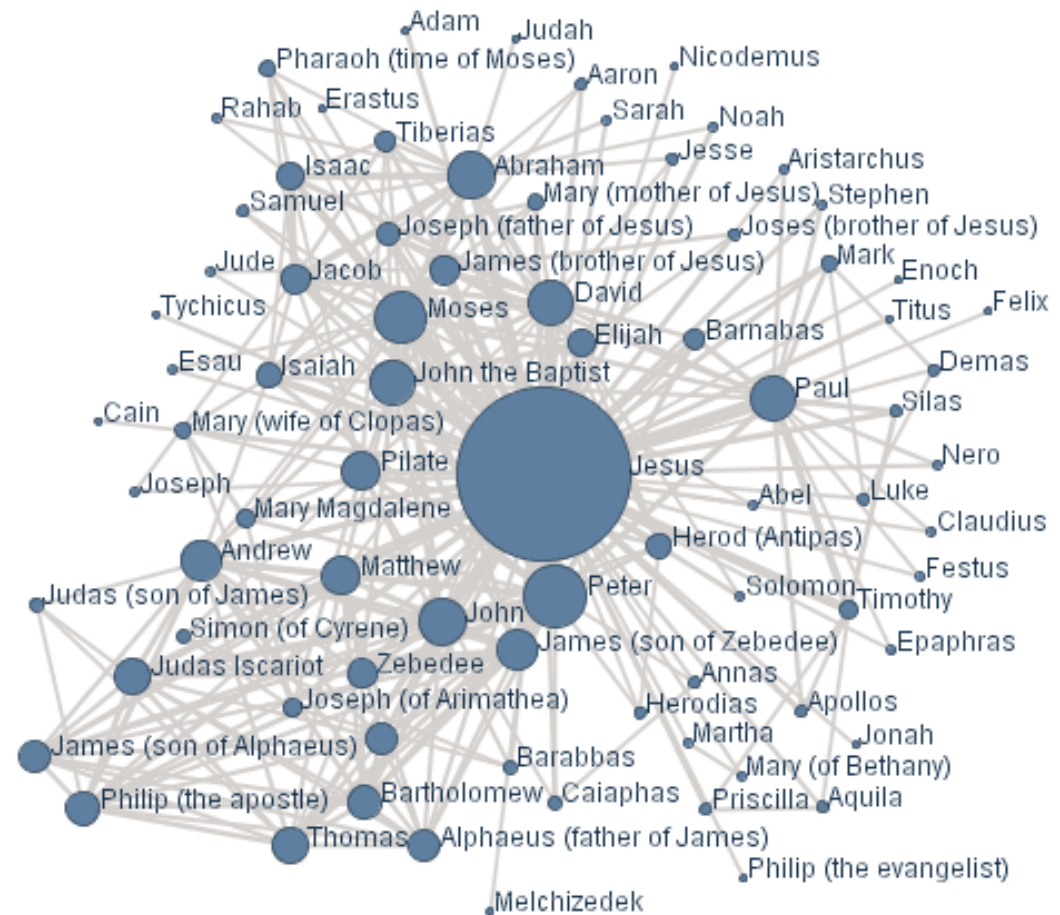 Adam
Judah
Pharaoh (time of Moses)
Nicodemus
Aaron
Rahab
Erastus
Sarah
Noah
Tiberias
Jesse
Aristarchus
Isaac
Abraham
Mary (mother of Jesus)
Stephen
Samuel
Joseph (father of Jesus)
Joses (brother of Jesus)
Jude
Jacob
James (brother of Jesus)
Mark
Enoch
Tychicus
Moses
David
Titus
Felix
Elijah
Barnabas
Esau
Isaiah
John the Baptist
Paul
Demas
Silas
Cain
Mary (wife of Clopas)
Pilate
Jesus
Nero
Joseph
Abel
Luke
Mary Magdalene
Claudius
Andrew
Matthew
Herod (Antipas)
Festus
Judas (son of James)
Peter
Solomon
Timothy
Simon (of Cyrene)
John
James (son of Zebedee)
Epaphras
Judas Iscariot
Zebedee
Annas
Joseph (of Arimathea)
Herodias
Apollos
James (son of Alphaeus)
Martha
Jonah
Barabbas
Mary (of Bethany)
Philip (the apostle)
Bartholomew
Caiaphas
Priscilla
Aquila
Thomas
Alphaeus (father of James)
Philip (the evangelist)
Melchizedek